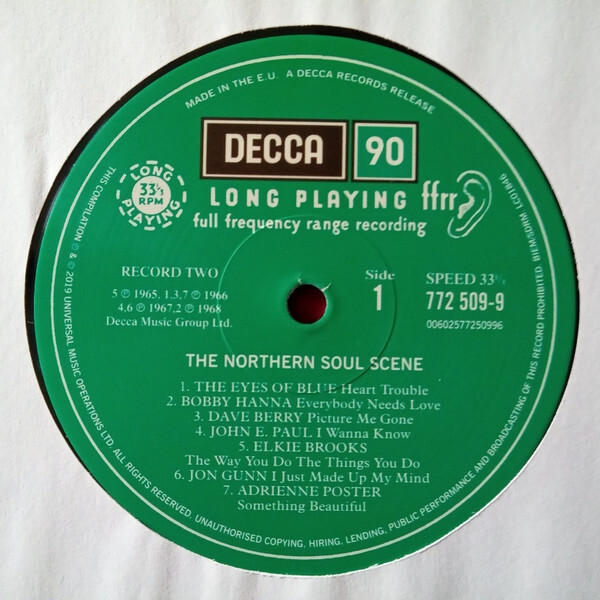 MADE IN THE E.U. A DECCA RECORDS RELEASE
DECCA 90
LONG PLAYING ffrr
full frequency range recording
LONG PLAYING
33⅓
RPM
RECORD TWO
5 ℗ 1965, 1,3,7 ℗ 1966
4,6 ℗ 1967,2 ℗ 1968
Decca Music Group Ltd.
Side
1
SPEED 33⅓
772 509-9
00602577250996
THE NORTHERN SOUL SCENE
1. THE EYES OF BLUE Heart Trouble
2. BOBBY HANNA Everybody Needs Love
3. DAVE BERRY Picture Me Gone
4. JOHN E. PAUL I Wanna Know
5. ELKIE BROOKS
The Way You Do The Things You Do
6. JON GUNN I Just Made Up My Mind
7. ADRIENNE POSTER
Something Beautiful
THIS COMPILATION ℗ & © 2019 UNIVERSAL MUSIC OPERATIONS LTD. ALL RIGHTS RESERVED. UNAUTHORISED COPYING, HIRING, LENDING, PUBLIC PERFORMANCE AND BROADCASTING OF THIS RECORD PROHIBITED. BIEM/SDRM LC01846